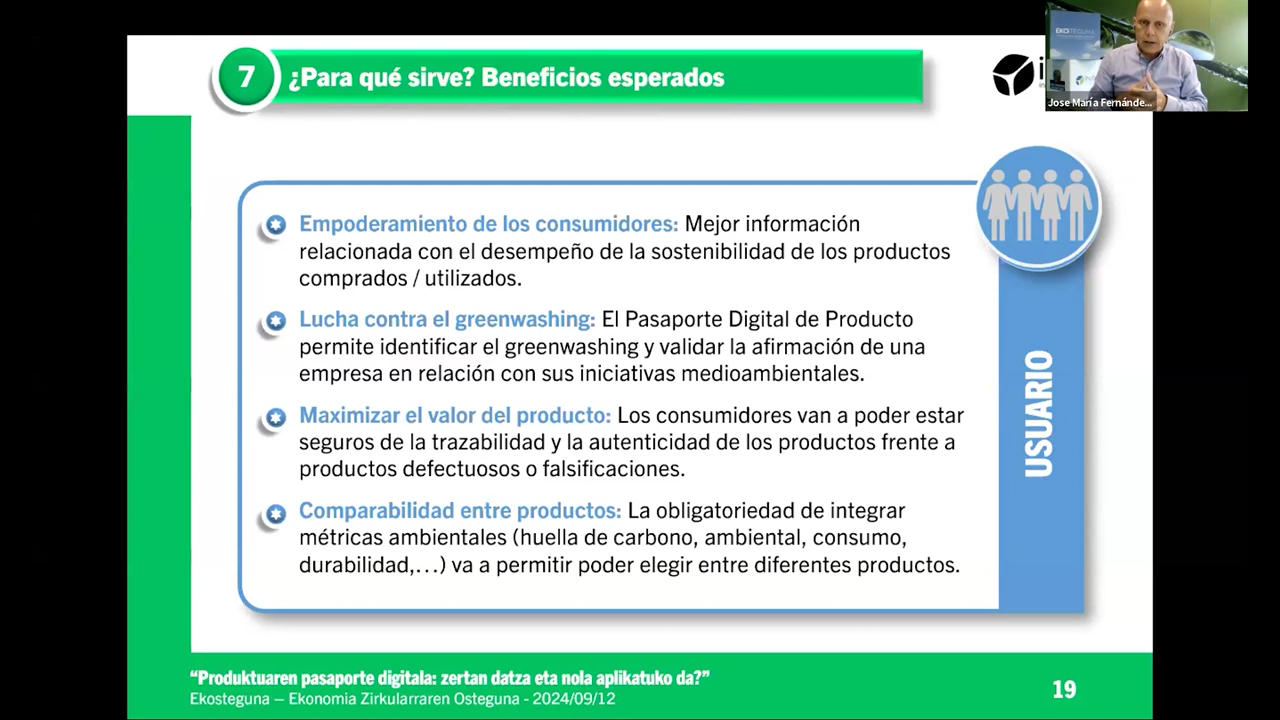 7 ¿Para qué sirve? Beneficios esperados
Jose María Fernánde...
Empoderamiento de los consumidores: Mejor información
relacionada con el desempeño de la sostenibilidad de los productos
comprados / utilizados.
Lucha contra el greenwashing: El Pasaporte Digital de Producto
permite identificar el greenwashing y validar la afirmación de una
empresa en relación con sus iniciativas medioambientales.
Maximizar el valor del producto: Los consumidores van a poder estar
seguros de la trazabilidad y la autenticidad de los productos frente a
productos defectuosos o falsificaciones.
Comparabilidad entre productos: La obligatoriedad de integrar
métricas ambientales (huella de carbono, ambiental, consumo,
durabilidad,...) va a permitir poder elegir entre diferentes productos.
USUARIO
“Produktuaren pasaporte digitala: zertan datza eta nola aplikatuko da?”
Ekosteguna – Ekonomia Zirkularraren Osteguna - 2024/09/12
19